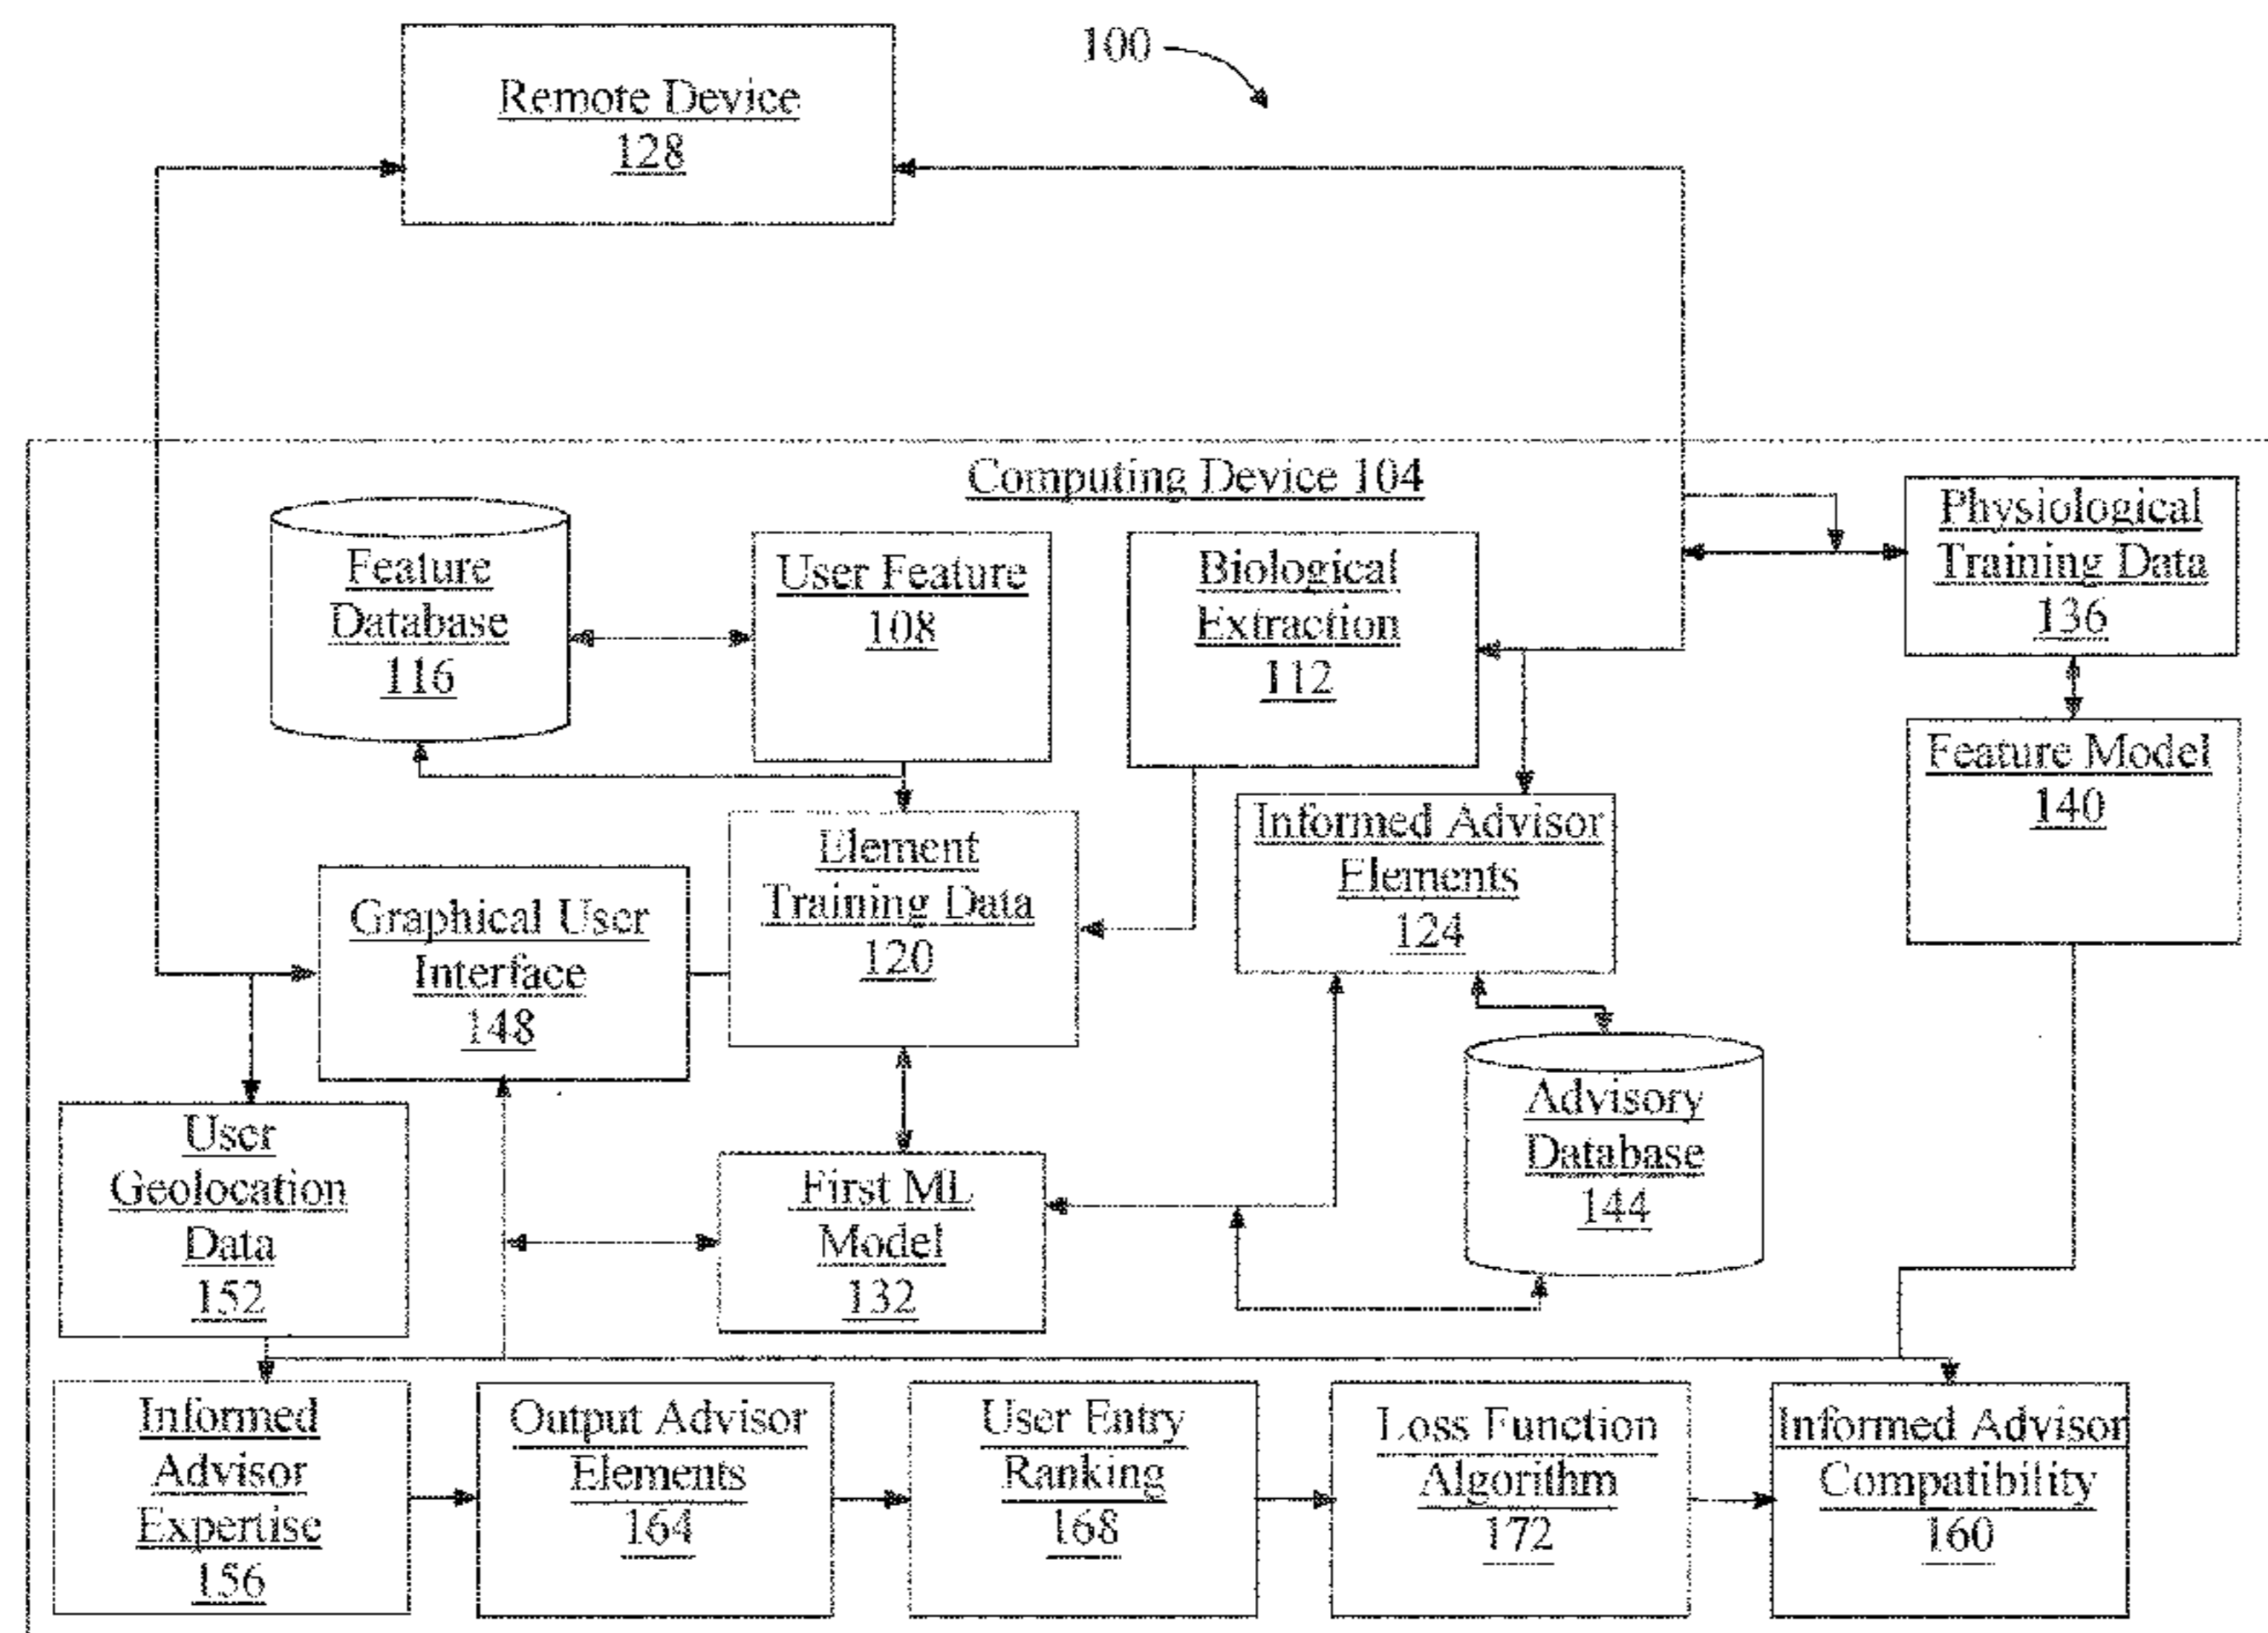 100
Remote Device
128
Computing Device 104
Feature
Database
116
User Feature
108
Biological
Extraction
112
Physiological
Training Data
136
Feature Model
140
Element
Training Data
120
Informed Advisor
Elements
124
Graphical User
Interface
148
Advisory
Database
144
User
Geolocation
Data
152
First ML
Model
132
Informed
Advisor
Expertise
156
Output Advisor
Elements
164
User Entry
Ranking
168
Loss Function
Algorithm
172
Informed Advisor
Compatibility
160